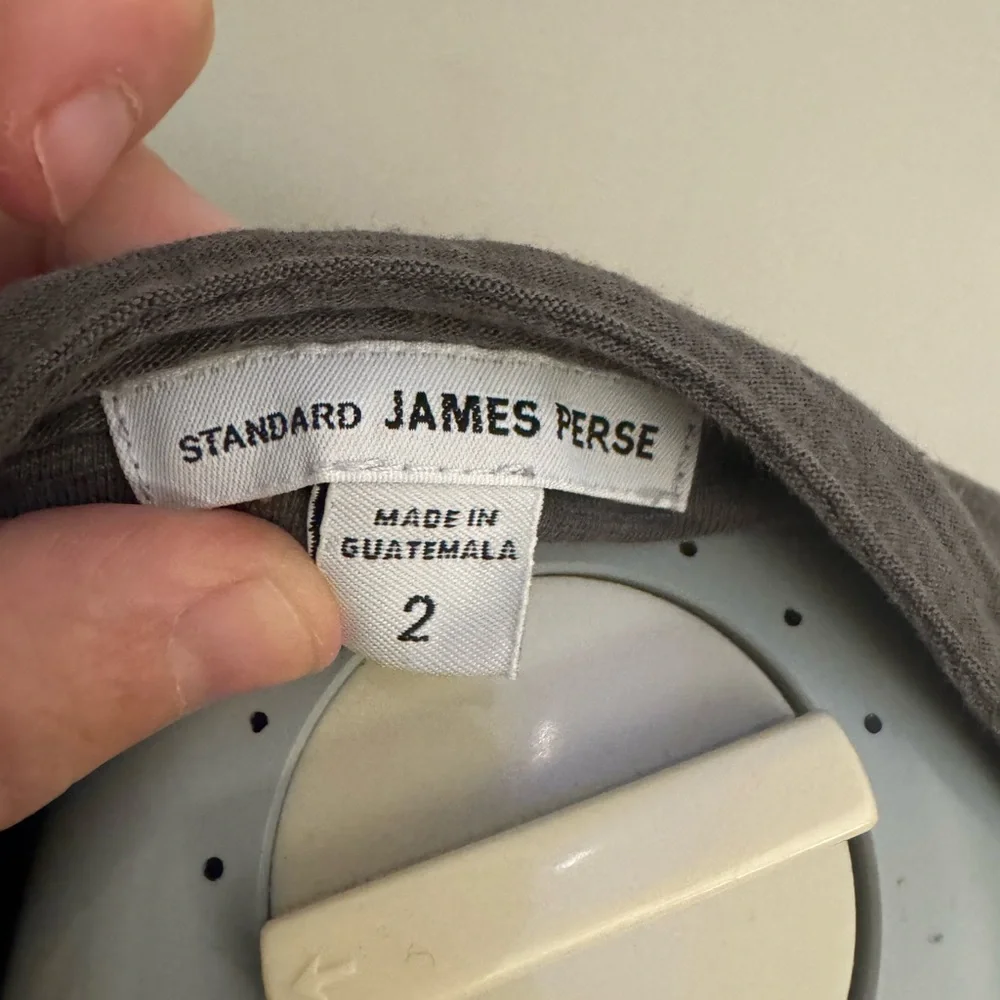 STANDARD JAMES PERSE
MADE IN
GUATEMALA
2